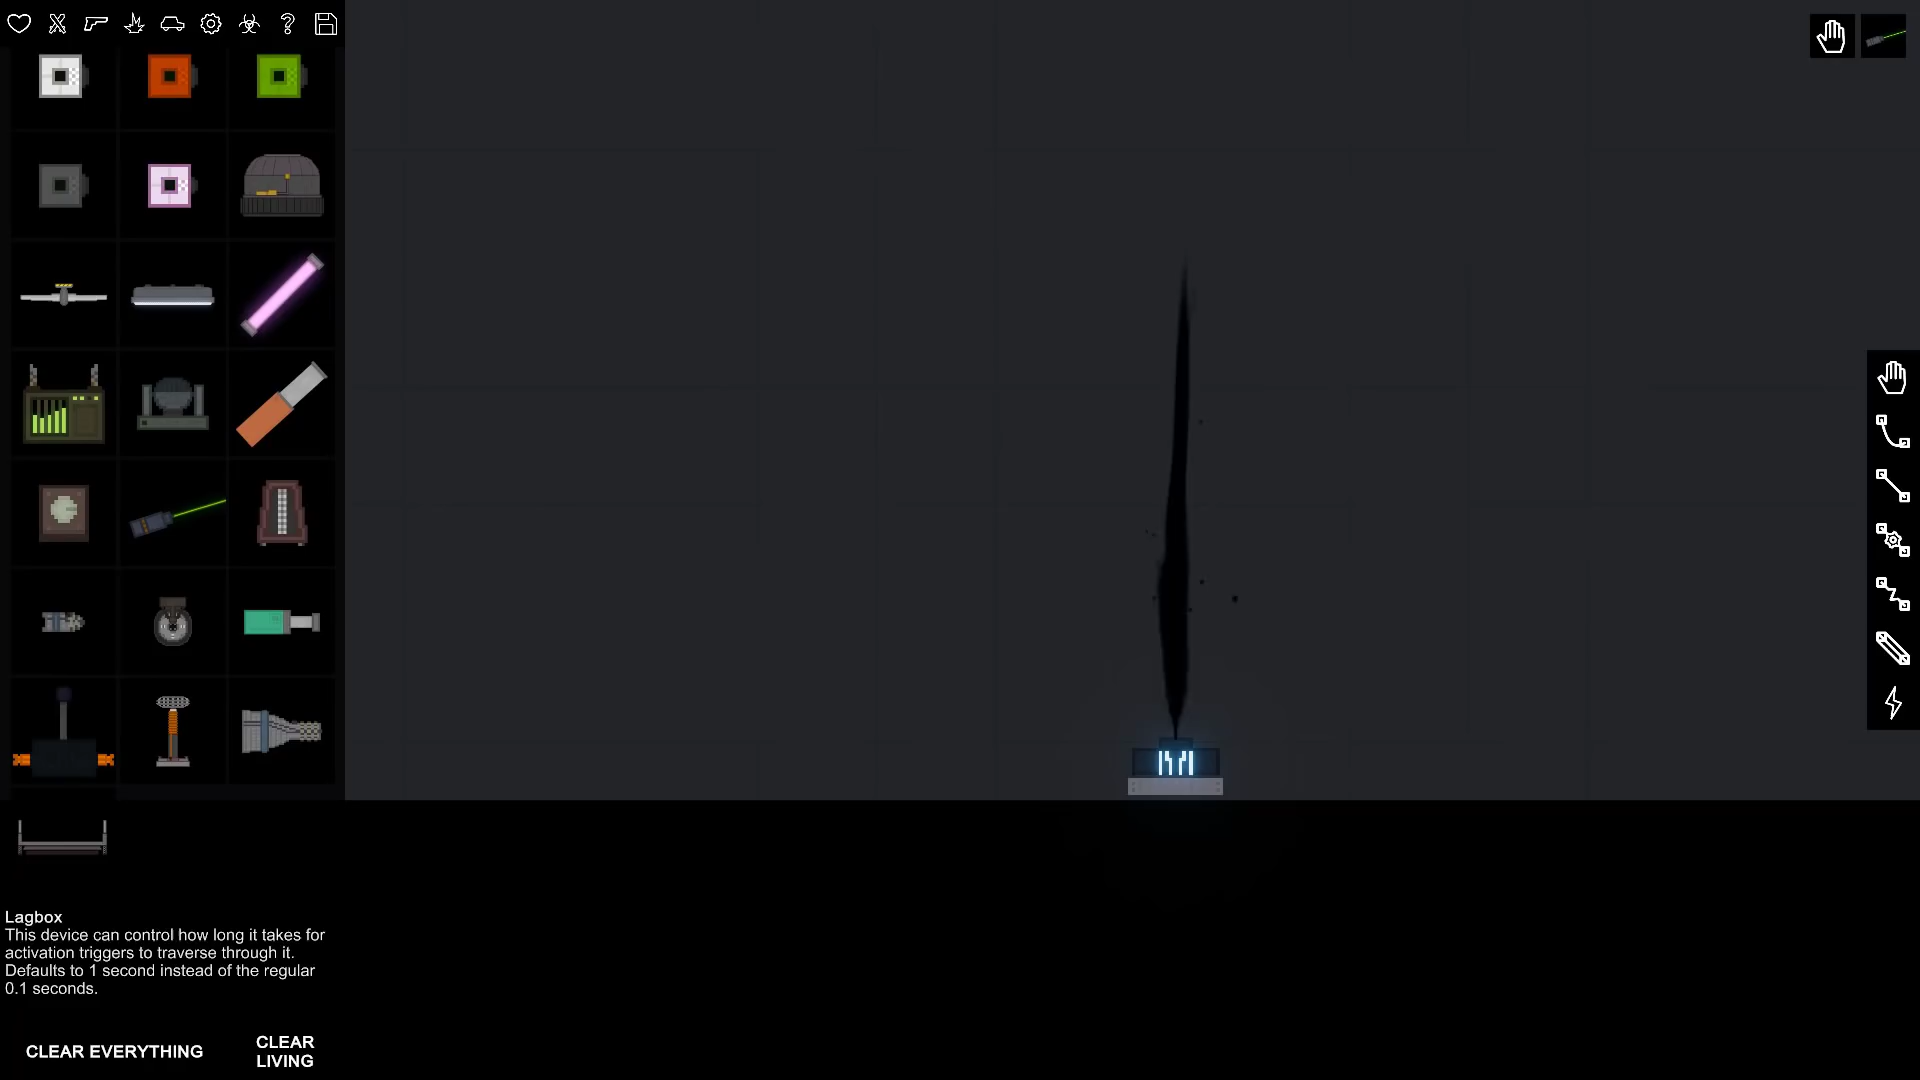 Lagbox
This device can control how long it takes for
activation triggers to traverse through it.
Defaults to 1 second instead of the regular
0.1 seconds.
CLEAR EVERYTHING
CLEAR
LIVING